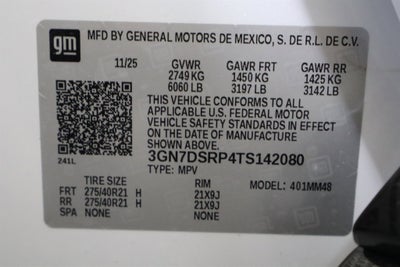 gm
MFD BY GENERAL MOTORS DE MEXICO, S. DE R.L. DE C.V.
11/25 GVWR GAWR FRT GAWR RR
2749 KG 1450 KG 1425 KG
6060 LB 3197 LB 3142 LB
THIS VEHICLE CONFORMS TO ALL
APPLICABLE U.S. FEDERAL MOTOR
VEHICLE SAFETY STANDARDS IN EFFECT
ON THE DATE OF MANUFACTURE
SHOWN ABOVE.
241L 3GN7DSRP4TS142080
TYPE: MPV
TIRE SIZE RIM MODEL: 401MM48
FRT 275/40R21 H 21X9J
RR 275/40R21 H 21X9J
SPA NONE NONE